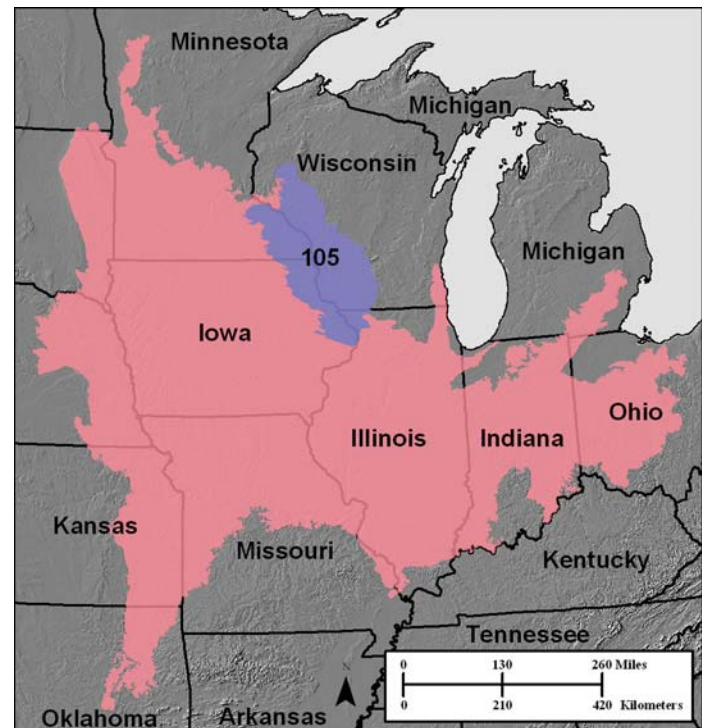 Minnesota
Michigan
Wisconsin
Michigan
105
Iowa
Ohio
Illinois
Indiana
Kansas
Missouri
Kentucky
Tennessee
Oklahoma
Arkansas
N
0 130 260 Miles
0 210 420 Kilometers